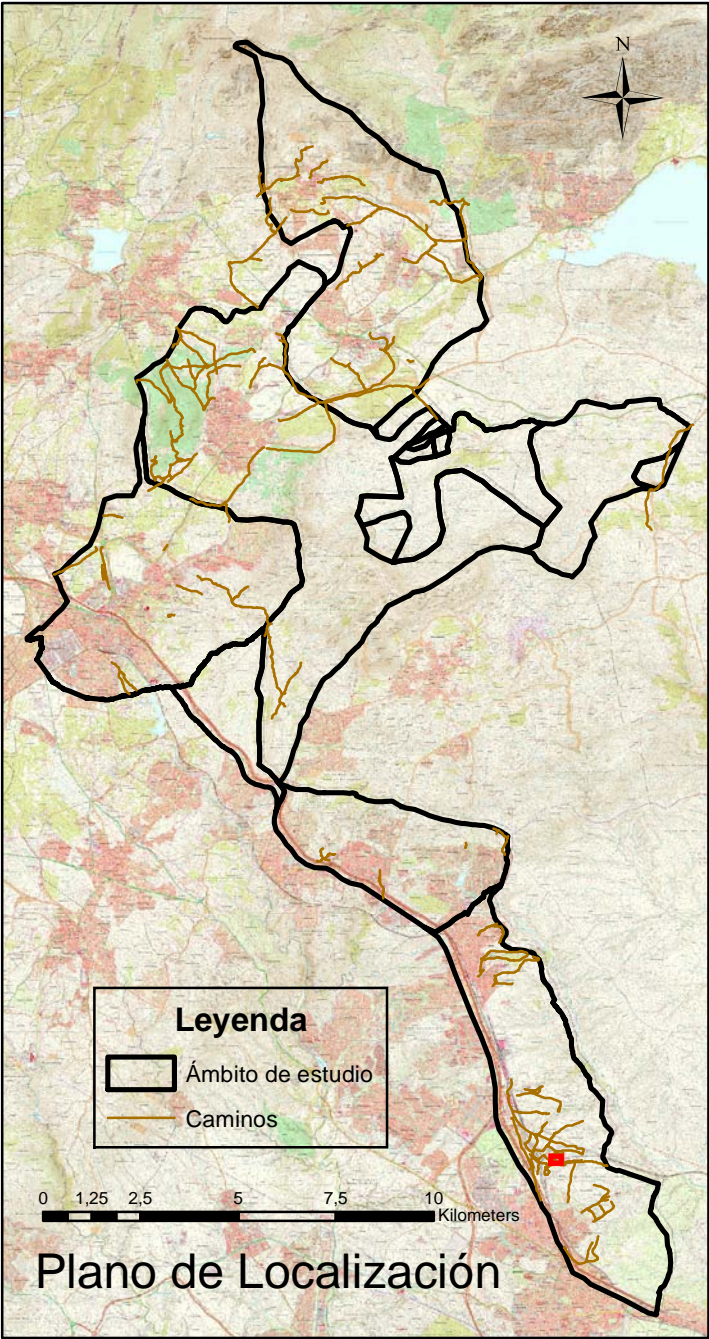 N
Leyenda
Ámbito de estudio
Caminos
0 1,25 2,5 5 7,5 10
Kilometers
Plano de Localización